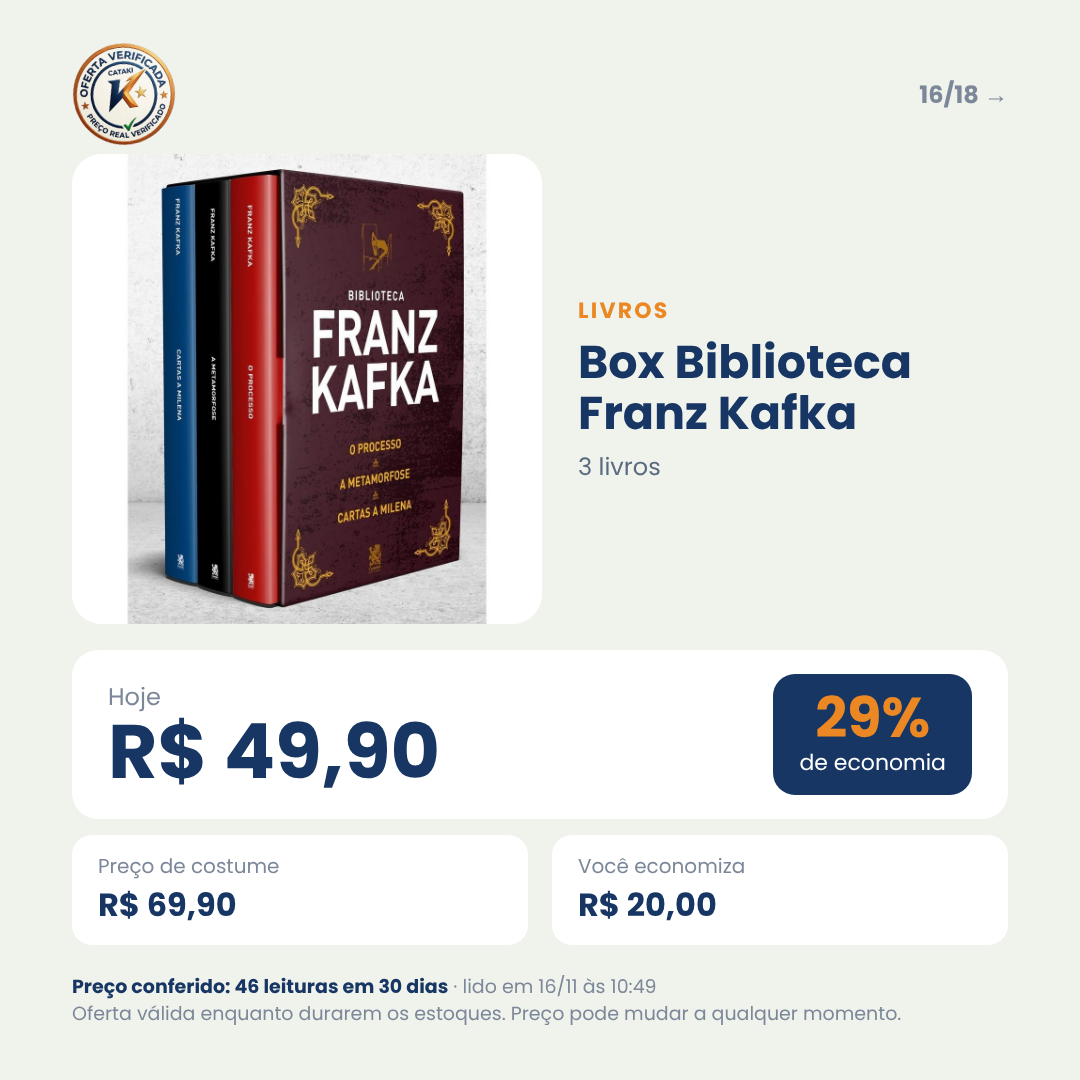 OFERTA VERIFICADA
CATAKI
K
PREÇO REAL VERIFICADO
16/18 →
FRANZ KAFKA
CARTAS A MILENA
FRANZ KAFKA
A METAMORFOSE
FRANZ KAFKA
O PROCESSO
BIBLIOTECA
FRANZ
KAFKA
O PROCESSO
A METAMORFOSE
CARTAS A MILENA
LIVROS
Box Biblioteca
Franz Kafka
3 livros
Hoje
R$ 49,90
29%
de economia
Preço de costume
R$ 69,90
Você economiza
R$ 20,00
Preço conferido: 46 leituras em 30 dias · lido em 16/11 às 10:49
Oferta válida enquanto durarem os estoques. Preço pode mudar a qualquer momento.